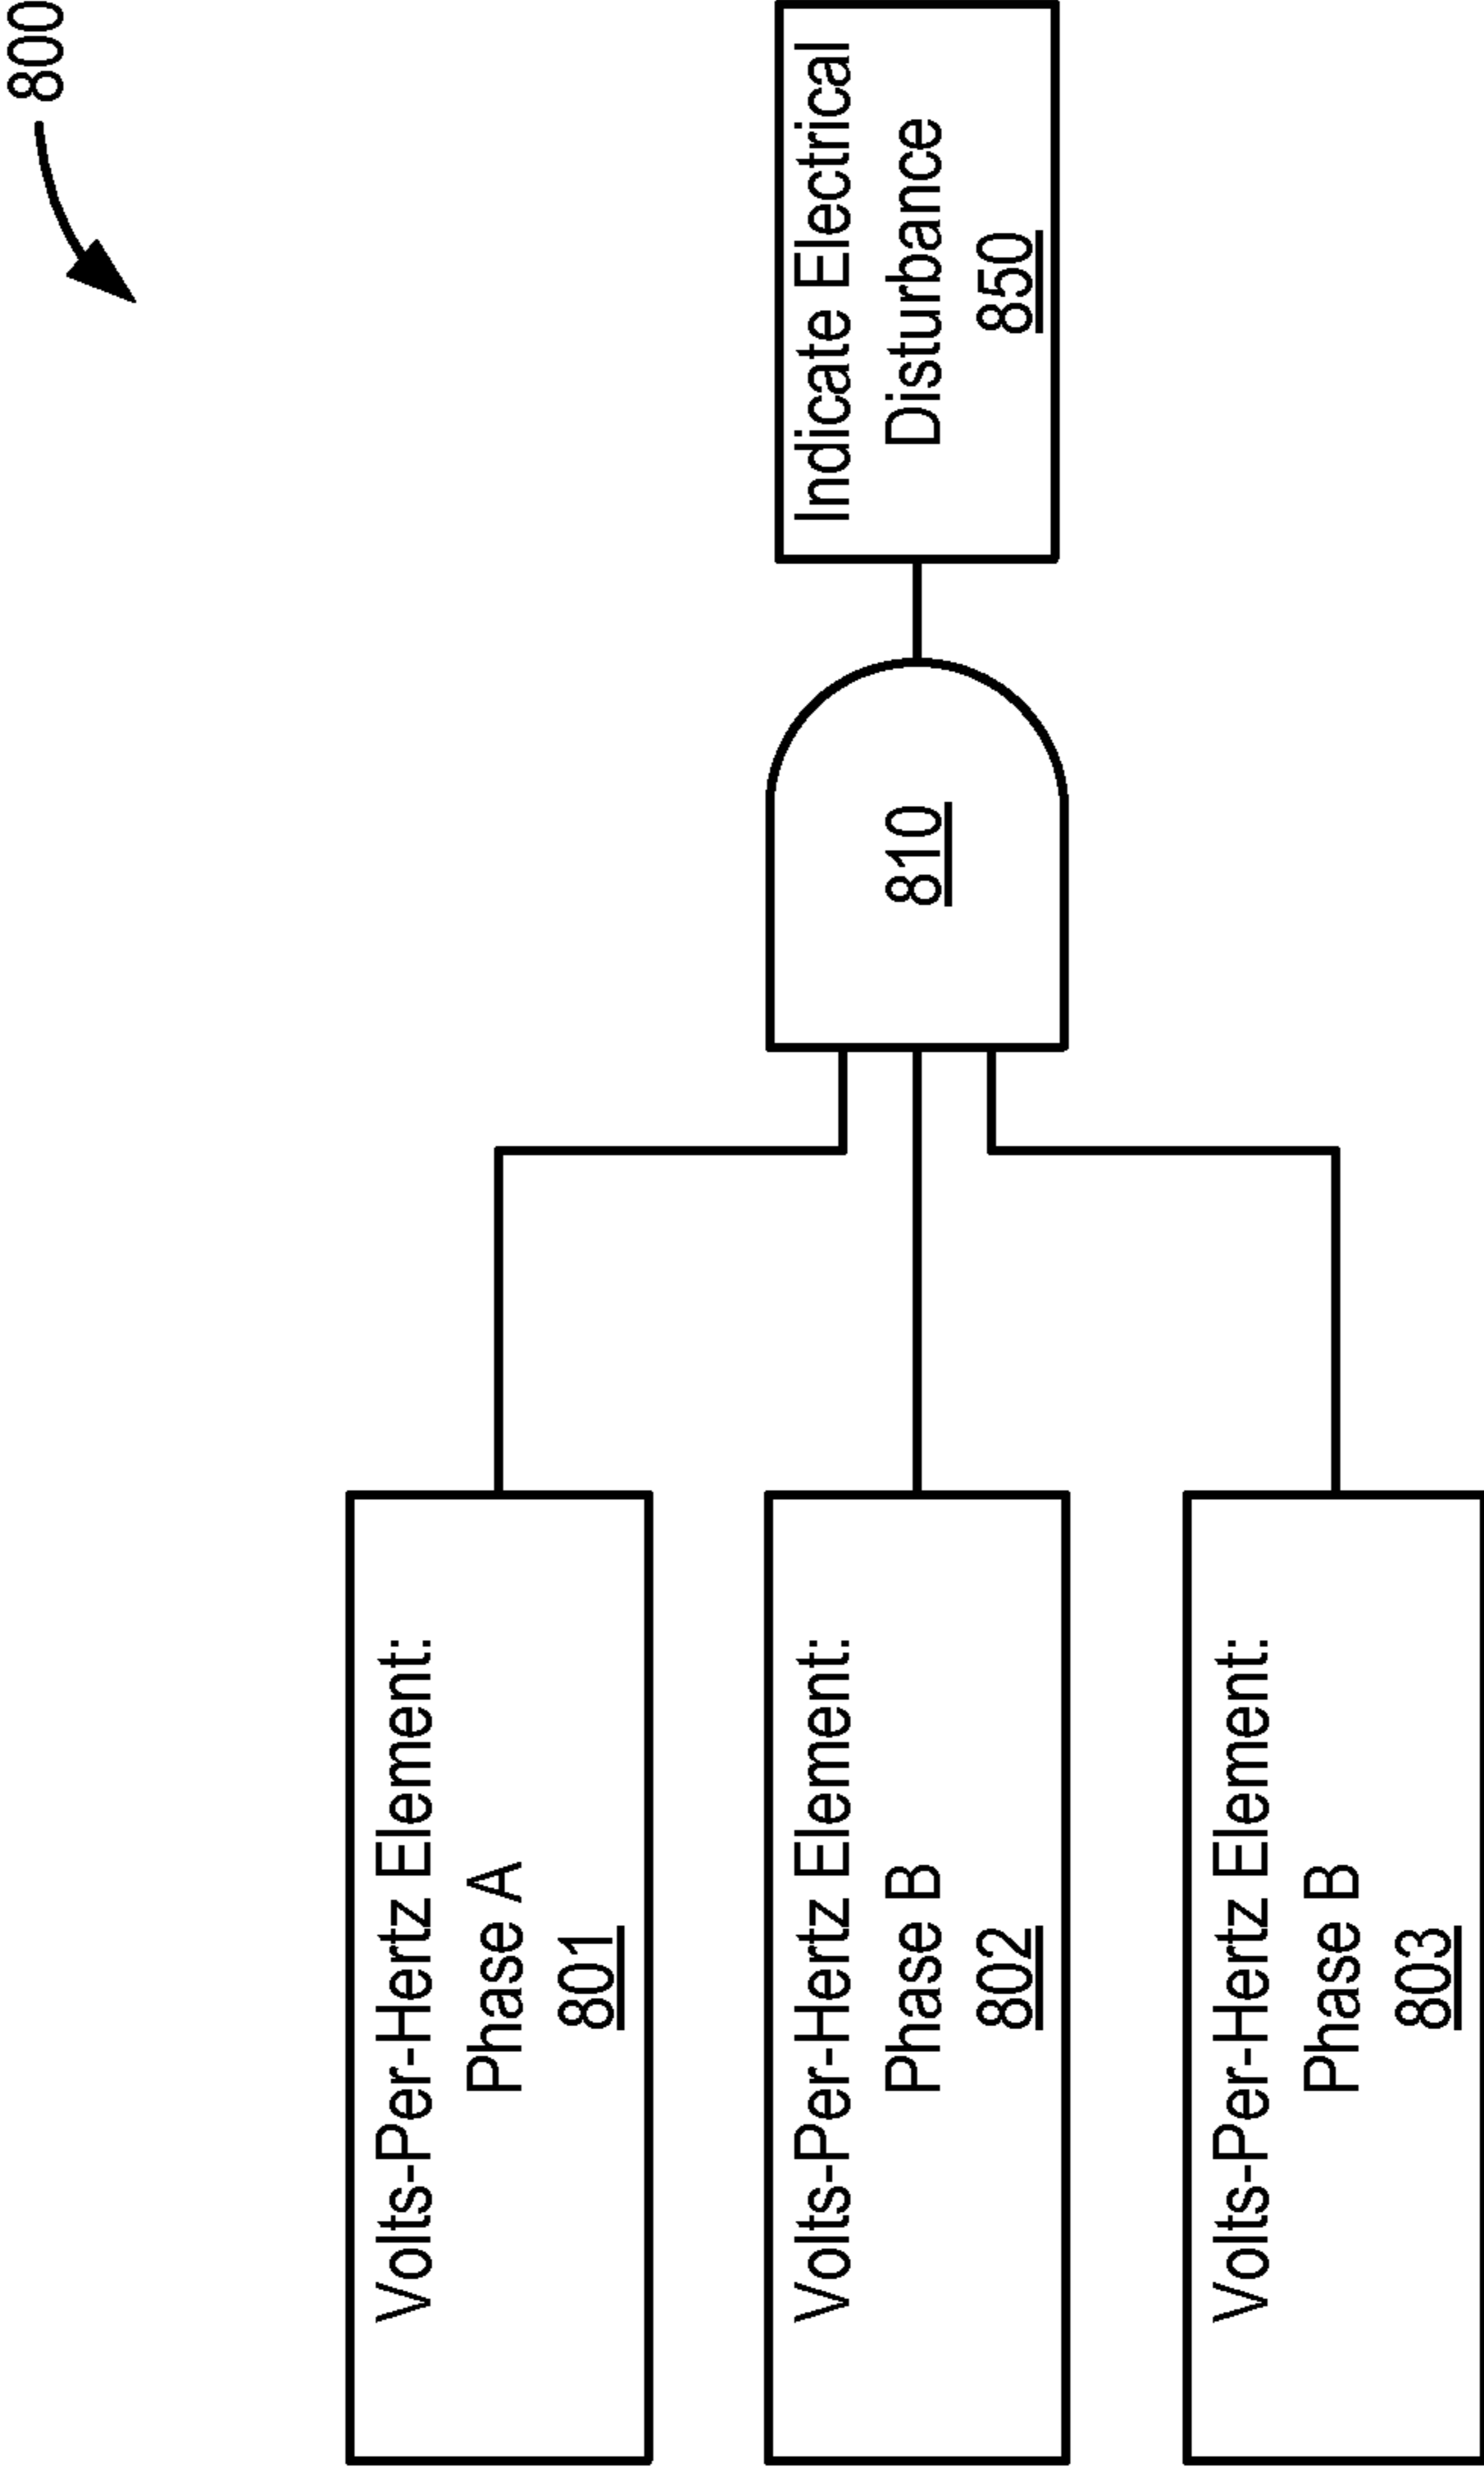 800
Volts-Per-Hertz Element:
Phase A
801
Volts-Per-Hertz Element:
Phase B
802
Volts-Per-Hertz Element:
Phase B
803
810
Indicate Electrical
Disturbance
850